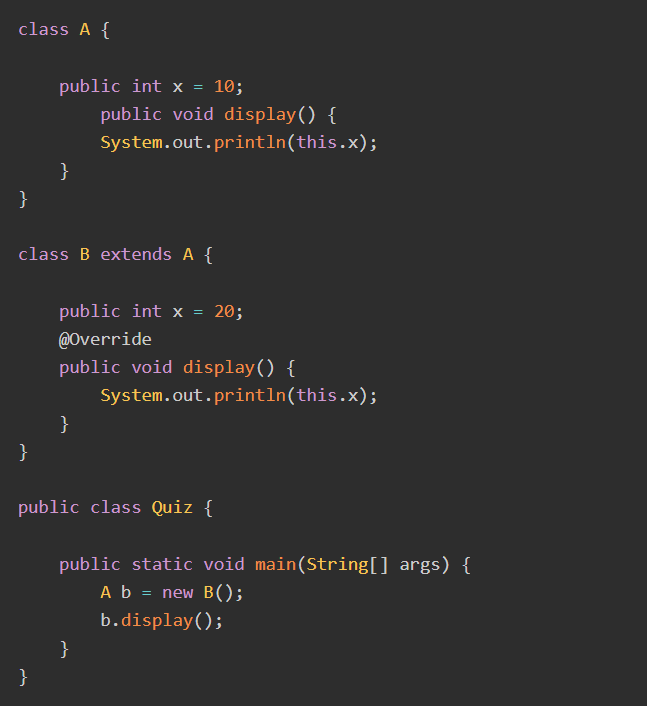 class A {
    public int x = 10;
        public void display() {
        System.out.println(this.x);
    }
}
class B extends A {
    public int x = 20;
    @Override
    public void display() {
        System.out.println(this.x);
    }
}
public class Quiz {
    public static void main(String[] args) {
        A b = new B();
        b.display();
    }
}